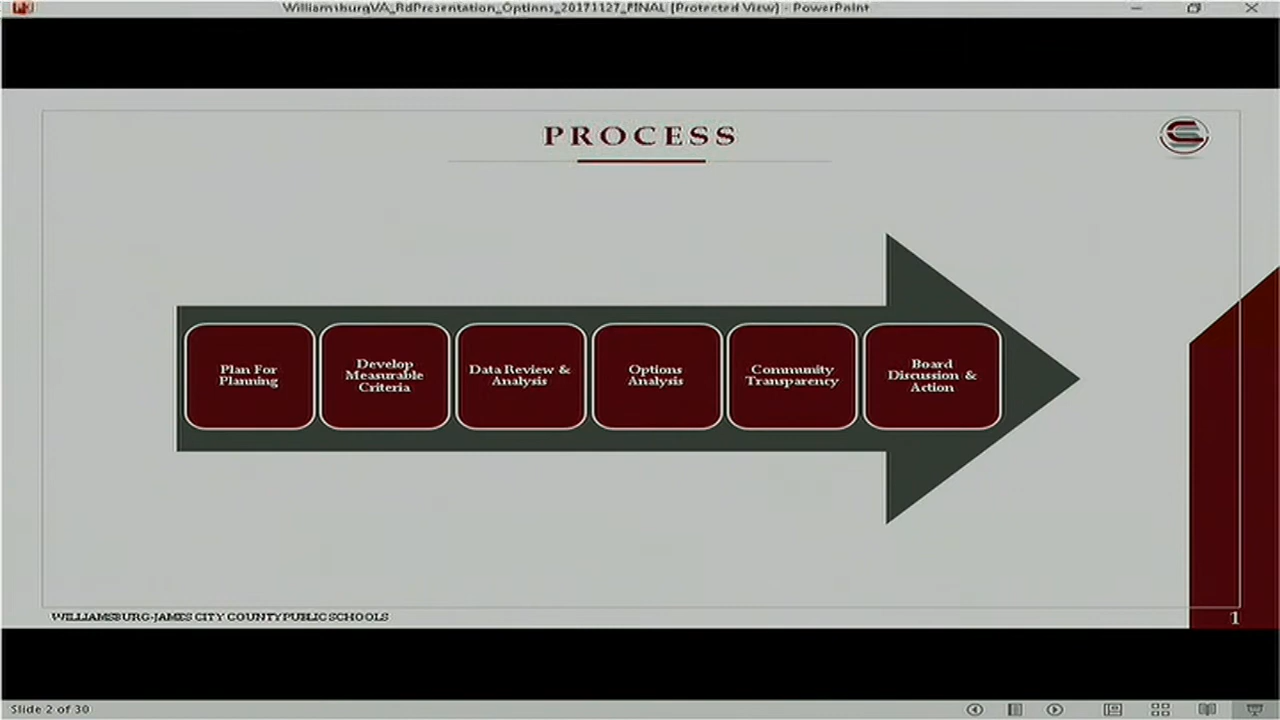 WilliamsburgVA_RdPresentation_Options_20171127_FINAL [Protected View] - PowerPoint
PROCESS
Plan For
Planning
Develop
Measurable
Criteria
Data Review &
Analysis
Options
Analysis
Community
Transparency
Board
Discussion &
Action
WILLIAMSBURG-JAMES CITY COUNTY PUBLIC SCHOOLS
1
Slide 2 of 30